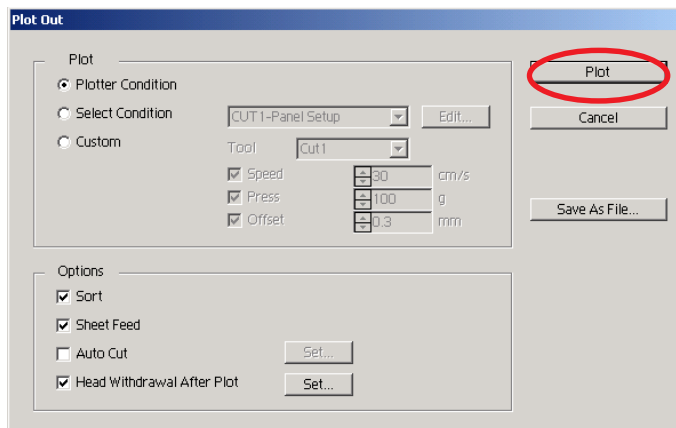 Plot Out
Plot
Plotter Condition
Select Condition
CUT1-Panel Setup
Edit...
Custom
Tool
Cut1
Speed
30
cm/s
Press
100
g
Offset
0.3
mm
Plot
Cancel
Save As File...
Options
Sort
Sheet Feed
Auto Cut
Set...
Head Withdrawal After Plot
Set...